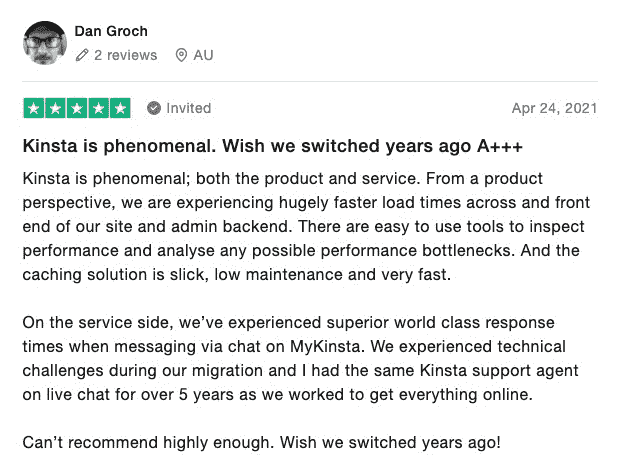 Dan Groch
2 reviews AU
Invited Apr 24, 2021
Kinsta is phenomenal. Wish we switched years ago A+++
Kinsta is phenomenal; both the product and service. From a product
perspective, we are experiencing hugely faster load times across and front
end of our site and admin backend. There are easy to use tools to inspect
performance and analyse any possible performance bottlenecks. And the
caching solution is slick, low maintenance and very fast.
On the service side, we’ve experienced superior world class response
times when messaging via chat on MyKinsta. We experienced technical
challenges during our migration and I had the same Kinsta support agent
on live chat for over 5 years as we worked to get everything online.
Can’t recommend highly enough. Wish we switched years ago!